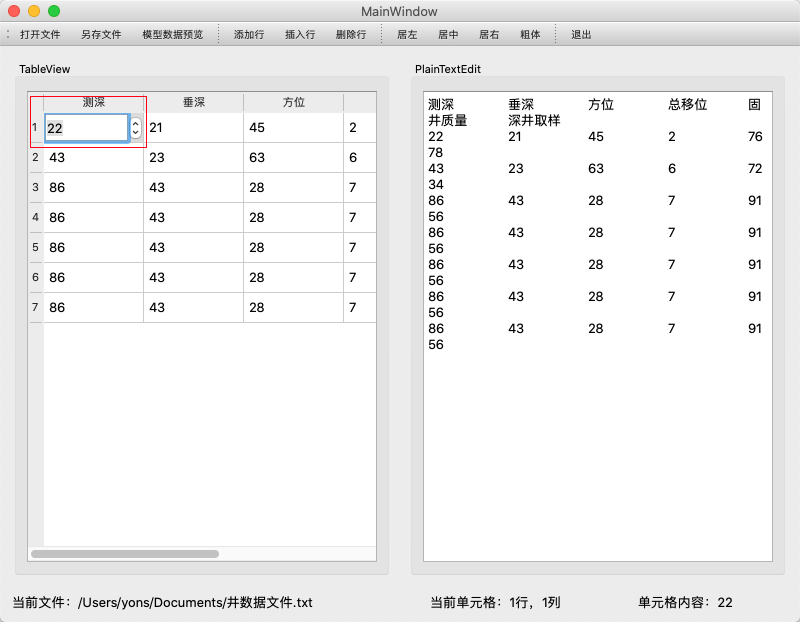 MainWindow
打开文件 另存文件 模型数据预览 添加行 插入行 删除行 居左 居中 居右 粗体 退出
TableView
测深 垂深 方位
1 22 21 45 2
2 43 23 63 6
3 86 43 28 7
4 86 43 28 7
5 86 43 28 7
6 86 43 28 7
7 86 43 28 7
PlainTextEdit
测深 垂深 方位 总移位 固
井质量 深井取样
22 21 45 2 76
78
43 23 63 6 72
34
86 43 28 7 91
56
86 43 28 7 91
56
86 43 28 7 91
56
86 43 28 7 91
56
86 43 28 7 91
56
当前文件：/Users/yons/Documents/井数据文件.txt 当前单元格：1行，1列 单元格内容：22